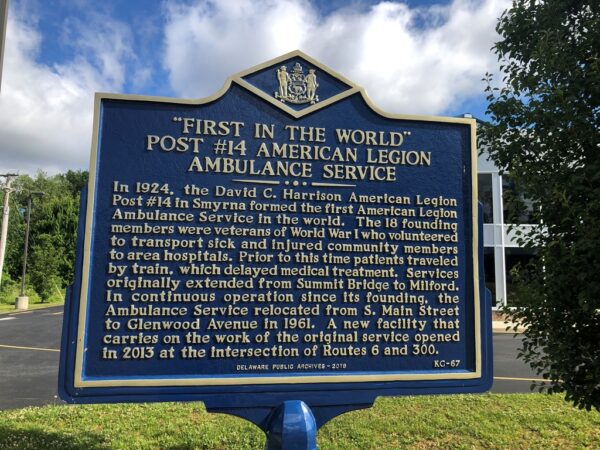 "FIRST IN THE WORLD"
POST #14 AMERICAN LEGION
AMBULANCE SERVICE
In 1924, the David C. Harrison American Legion
Post #14 in Smyrna formed the first American Legion
Ambulance Service in the world. The 18 founding
members were veterans of World War I who volunteered
to transport sick and injured community members
to area hospitals. Prior to this time patients traveled
by train, which delayed medical treatment. Services
originally extended from Summit Bridge to Milford.
In continuous operation since its founding, the
Ambulance Service relocated from S. Main Street
to Glenwood Avenue in 1961. A new facility that
carries on the work of the original service opened
in 2013 at the intersection of Routes 6 and 300.
DELAWARE PUBLIC ARCHIVES - 2019 KC-67